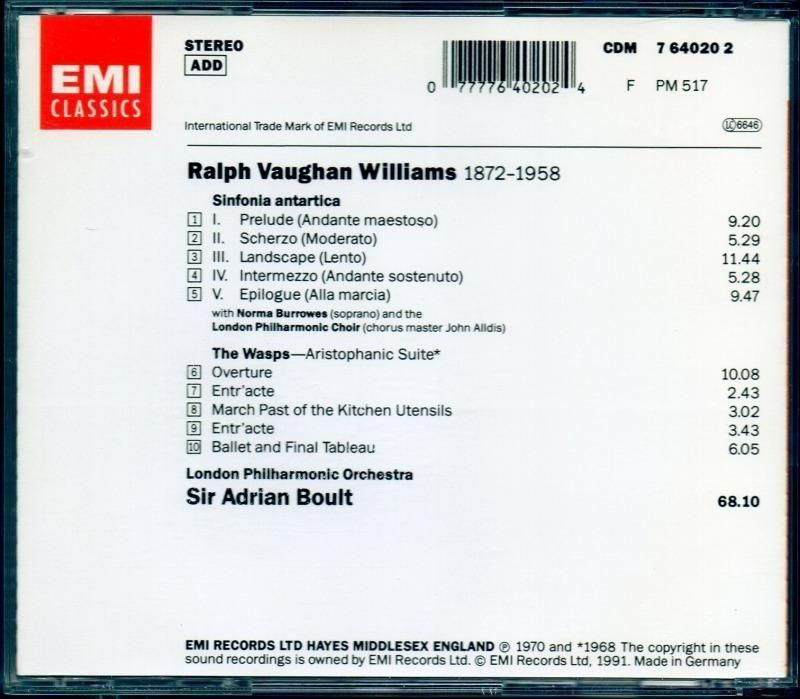 EMI
CLASSICS
STEREO
ADD
0 77776 40202 4
CDM 7 64020 2
F PM 517
International Trade Mark of EMI Records Ltd
LC 6646
Ralph Vaughan Williams 1872-1958
Sinfonia antartica
1 I. Prelude (Andante maestoso) 9.20
2 II. Scherzo (Moderato) 5.29
3 III. Landscape (Lento) 11.44
4 IV. Intermezzo (Andante sostenuto) 5.28
5 V. Epilogue (Alla marcia) 9.47
with Norma Burrowes (soprano) and the
London Philharmonic Choir (chorus master John Alldis)
The Wasps—Aristophanic Suite*
6 Overture 10.08
7 Entr'acte 2.43
8 March Past of the Kitchen Utensils 3.02
9 Entr'acte 3.43
10 Ballet and Final Tableau 6.05
London Philharmonic Orchestra
Sir Adrian Boult 68.10
EMI RECORDS LTD HAYES MIDDLESEX ENGLAND ℗ 1970 and *1968 The copyright in these
sound recordings is owned by EMI Records Ltd. © EMI Records Ltd, 1991. Made in Germany